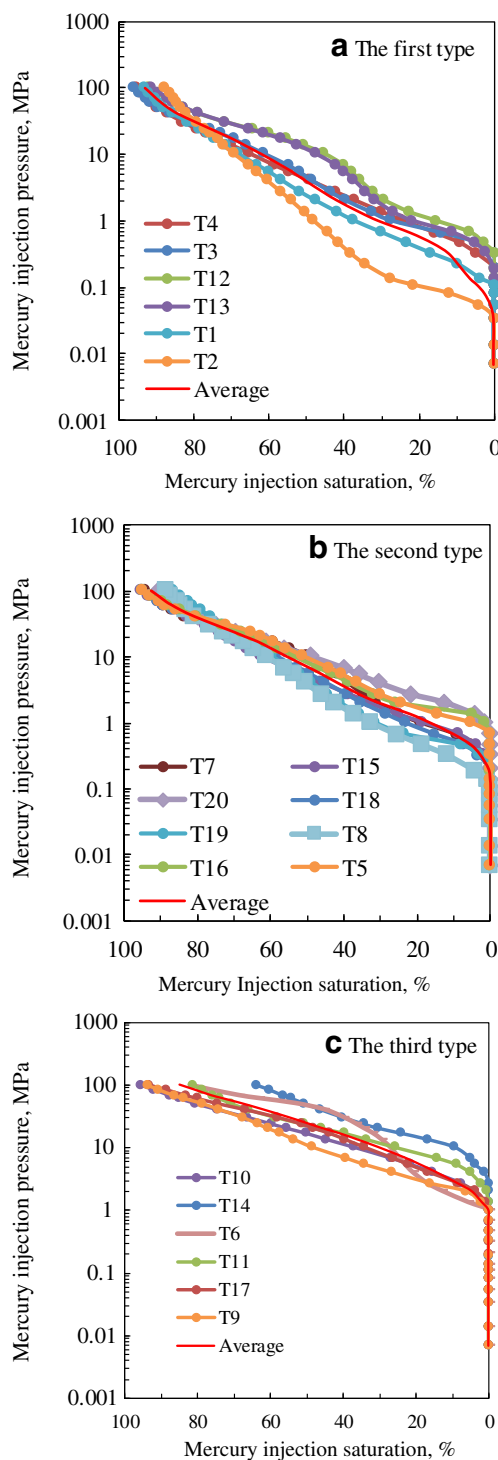 a The first type
Mercury injection pressure, MPa
1000
100
10
1
0.1
0.01
0.001
T4
T3
T12
T13
T1
T2
Average
100 80 60 40 20 0
Mercury injection saturation, %
b The second type
Mercury injection pressure, MPa
1000
100
10
1
0.1
0.01
0.001
T7 T15
T20 T18
T19 T8
T16 T5
Average
100 80 60 40 20 0
Mercury Injection saturation, %
c The third type
Mercury injection pressure, MPa
1000
100
10
1
0.1
0.01
0.001
T10
T14
T6
T11
T17
T9
Average
100 80 60 40 20 0
Mercury injection saturation, %